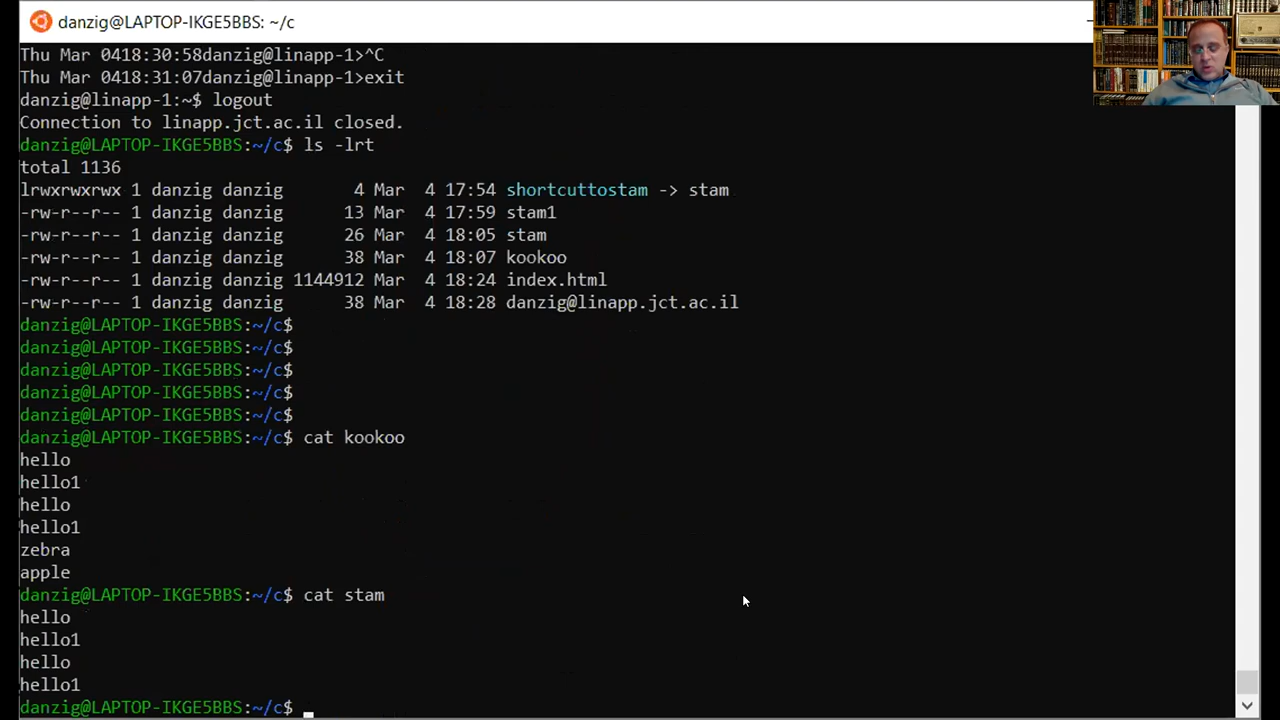 danzig@LAPTOP-IKGE5BBS: ~/c
Thu Mar 0418:30:58danzig@linapp-1>^C
Thu Mar 0418:31:07danzig@linapp-1>exit
danzig@linapp-1:~$ logout
Connection to linapp.jct.ac.il closed.
danzig@LAPTOP-IKGE5BBS:~/c$ ls -lrt
total 1136
lrwxrwxrwx 1 danzig danzig       4 Mar  4 17:54 shortcuttostam -> stam
-rw-r--r-- 1 danzig danzig      13 Mar  4 17:59 stam1
-rw-r--r-- 1 danzig danzig      26 Mar  4 18:05 stam
-rw-r--r-- 1 danzig danzig      38 Mar  4 18:07 kookoo
-rw-r--r-- 1 danzig danzig 1144912 Mar  4 18:24 index.html
-rw-r--r-- 1 danzig danzig      38 Mar  4 18:28 danzig@linapp.jct.ac.il
danzig@LAPTOP-IKGE5BBS:~/c$
danzig@LAPTOP-IKGE5BBS:~/c$
danzig@LAPTOP-IKGE5BBS:~/c$
danzig@LAPTOP-IKGE5BBS:~/c$
danzig@LAPTOP-IKGE5BBS:~/c$
danzig@LAPTOP-IKGE5BBS:~/c$ cat kookoo
hello
hello1
hello
hello1
zebra
apple
danzig@LAPTOP-IKGE5BBS:~/c$ cat stam
hello
hello1
hello
hello1
danzig@LAPTOP-IKGE5BBS:~/c$